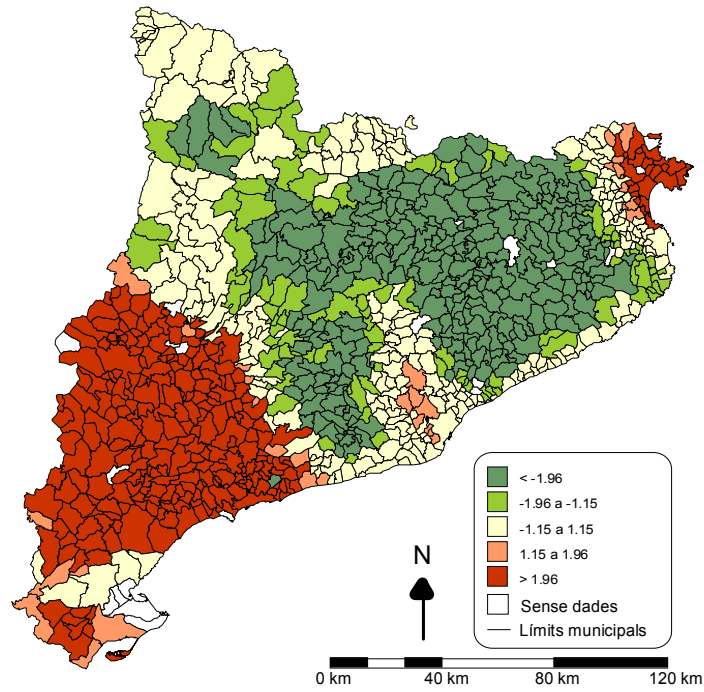 < -1.96
-1.96 a -1.15
-1.15 a 1.15
1.15 a 1.96
> 1.96
Sense dades
Límits municipals
N
0 km 40 km 80 km 120 km